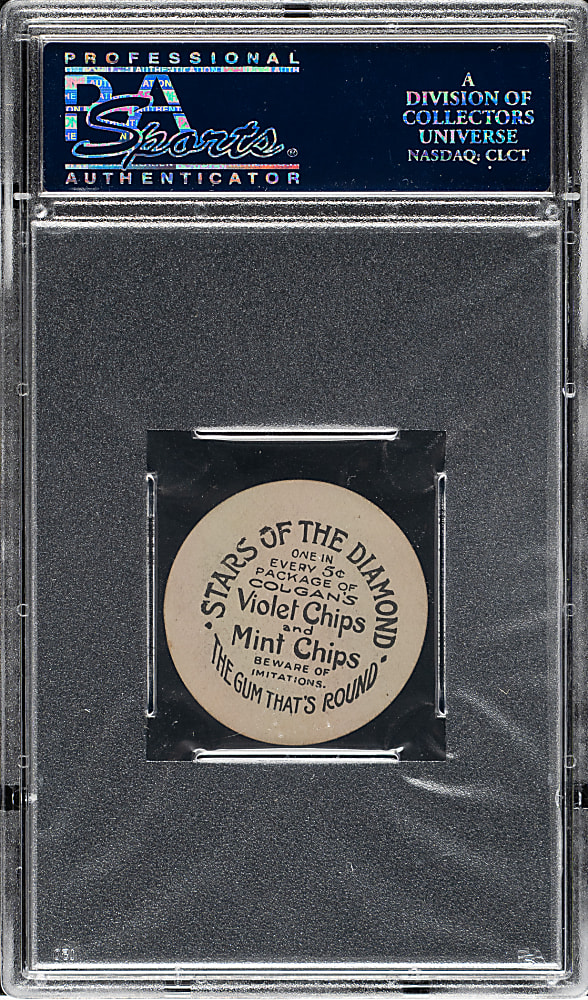 PROFESSIONAL
PSA
Sports
AUTHENTICATOR
A
DIVISION OF
COLLECTORS
UNIVERSE
NASDAQ: CLCT
• STARS OF THE DIAMOND •
ONE IN
EVERY 5¢
PACKAGE OF
COLGAN'S
Violet Chips
and
Mint Chips
BEWARE OF
IMITATIONS.
THE GUM THAT'S ROUND